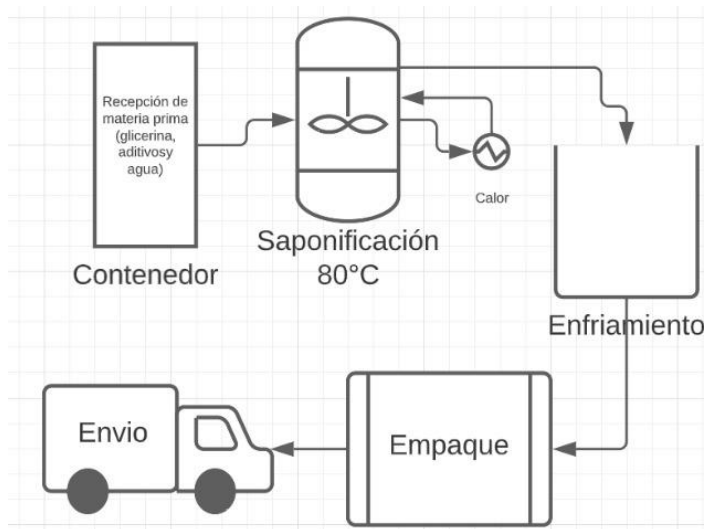 Recepción de
materia prima
(glicerina,
aditivosy
agua)
Contenedor
Saponificación
80°C
Calor
Enfriamiento
Empaque
Envio